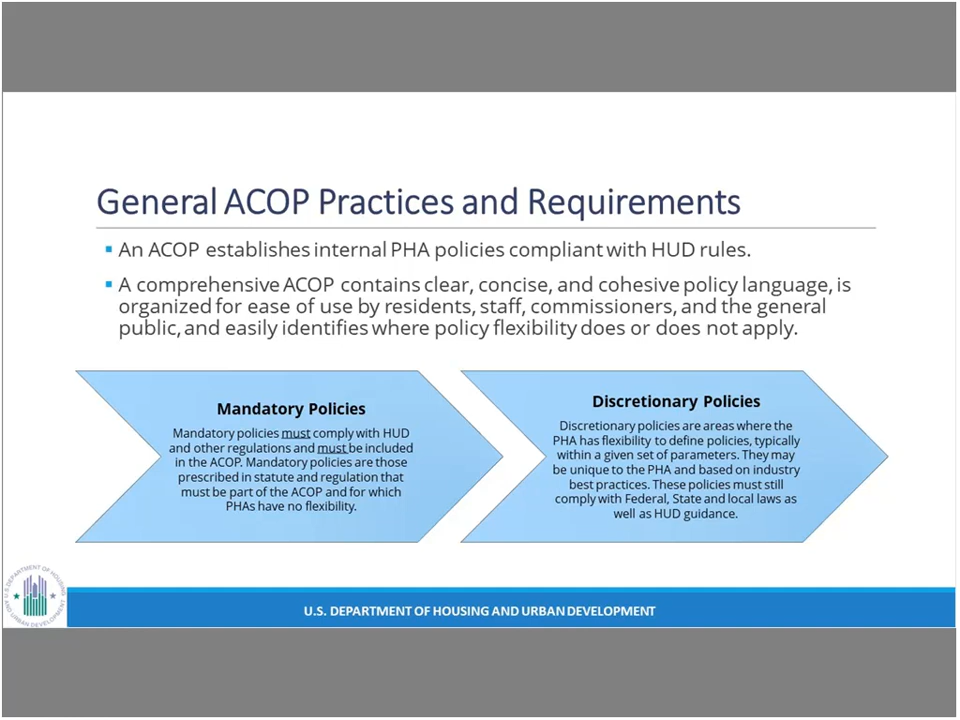 General ACOP Practices and Requirements
▪ An ACOP establishes internal PHA policies compliant with HUD rules.
▪ A comprehensive ACOP contains clear, concise, and cohesive policy language, is
organized for ease of use by residents, staff, commissioners, and the general
public, and easily identifies where policy flexibility does or does not apply.
Mandatory Policies
Mandatory policies must comply with HUD
and other regulations and must be included
in the ACOP. Mandatory policies are those
prescribed in statute and regulation that
must be part of the ACOP and for which
PHAs have no flexibility.
Discretionary Policies
Discretionary policies are areas where the
PHA has flexibility to define policies, typically
within a given set of parameters. They may
be unique to the PHA and based on industry
best practices. These policies must still
comply with Federal, State and local laws as
well as HUD guidance.
U.S. DEPARTMENT OF HOUSING
AND URBAN DEVELOPMENT
U.S. DEPARTMENT OF HOUSING AND URBAN DEVELOPMENT